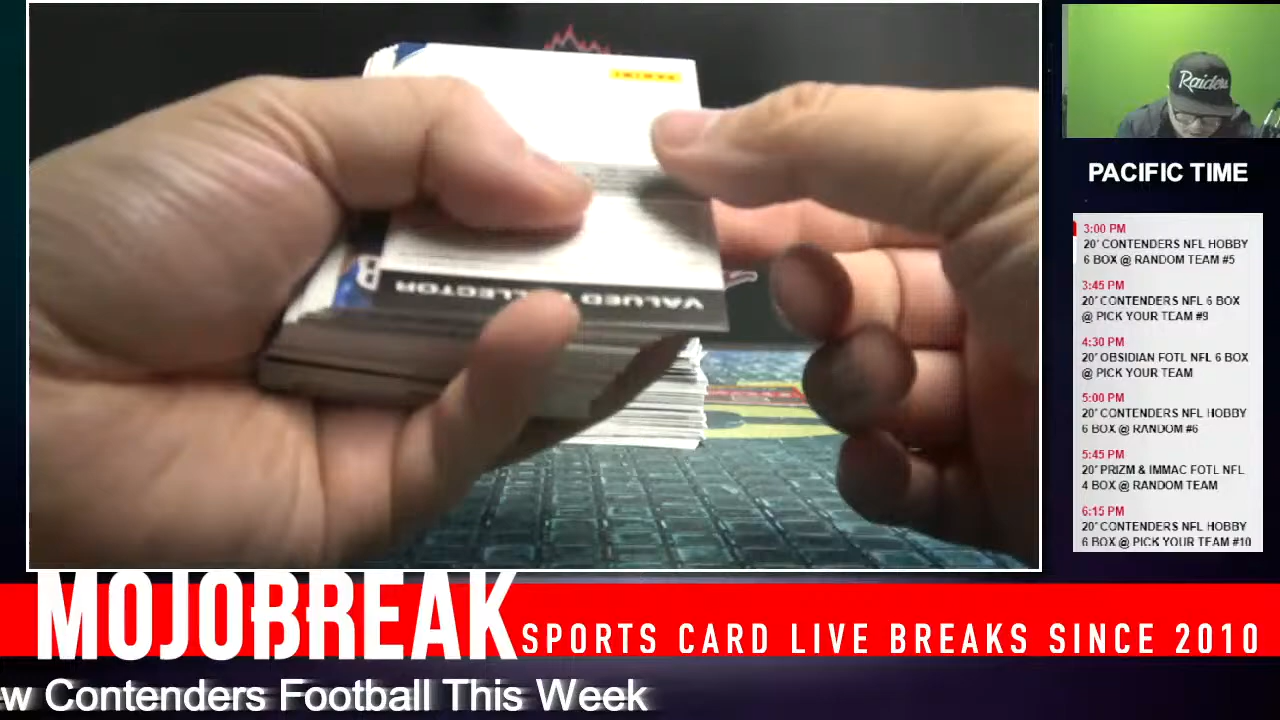 PANINI
VALUED COLLECTOR
Raiders
PACIFIC TIME
3:00 PM
20' CONTENDERS NFL HOBBY
6 BOX @ RANDOM TEAM #5
3:45 PM
20' CONTENDERS NFL 6 BOX
@ PICK YOUR TEAM #9
4:30 PM
20' OBSIDIAN FOTL NFL 6 BOX
@ PICK YOUR TEAM
5:00 PM
20' CONTENDERS NFL HOBBY
6 BOX @ RANDOM #6
5:45 PM
20' PRIZM & IMMAC FOTL NFL
4 BOX @ RANDOM TEAM
6:15 PM
20' CONTENDERS NFL HOBBY
6 BOX @ PICK YOUR TEAM #10
MOJOBREAK
SPORTS CARD LIVE BREAKS SINCE 2010
w Contenders Football This Week